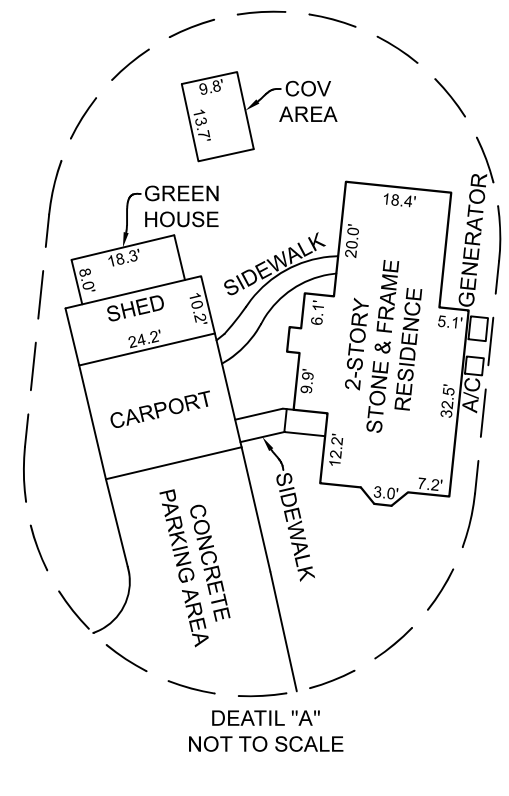 9.8'
13.7'
COV
AREA
GREEN
HOUSE
18.3'
8.0'
SHED
10.2'
24.2'
CARPORT
SIDEWALK
18.4'
20.0'
6.1'
2-STORY
STONE & FRAME
RESIDENCE
GENERATOR
5.1'
A/C
32.5'
9.9'
12.2'
3.0'
7.2'
SIDEWALK
CONCRETE
PARKING AREA
DEATIL "A"
NOT TO SCALE